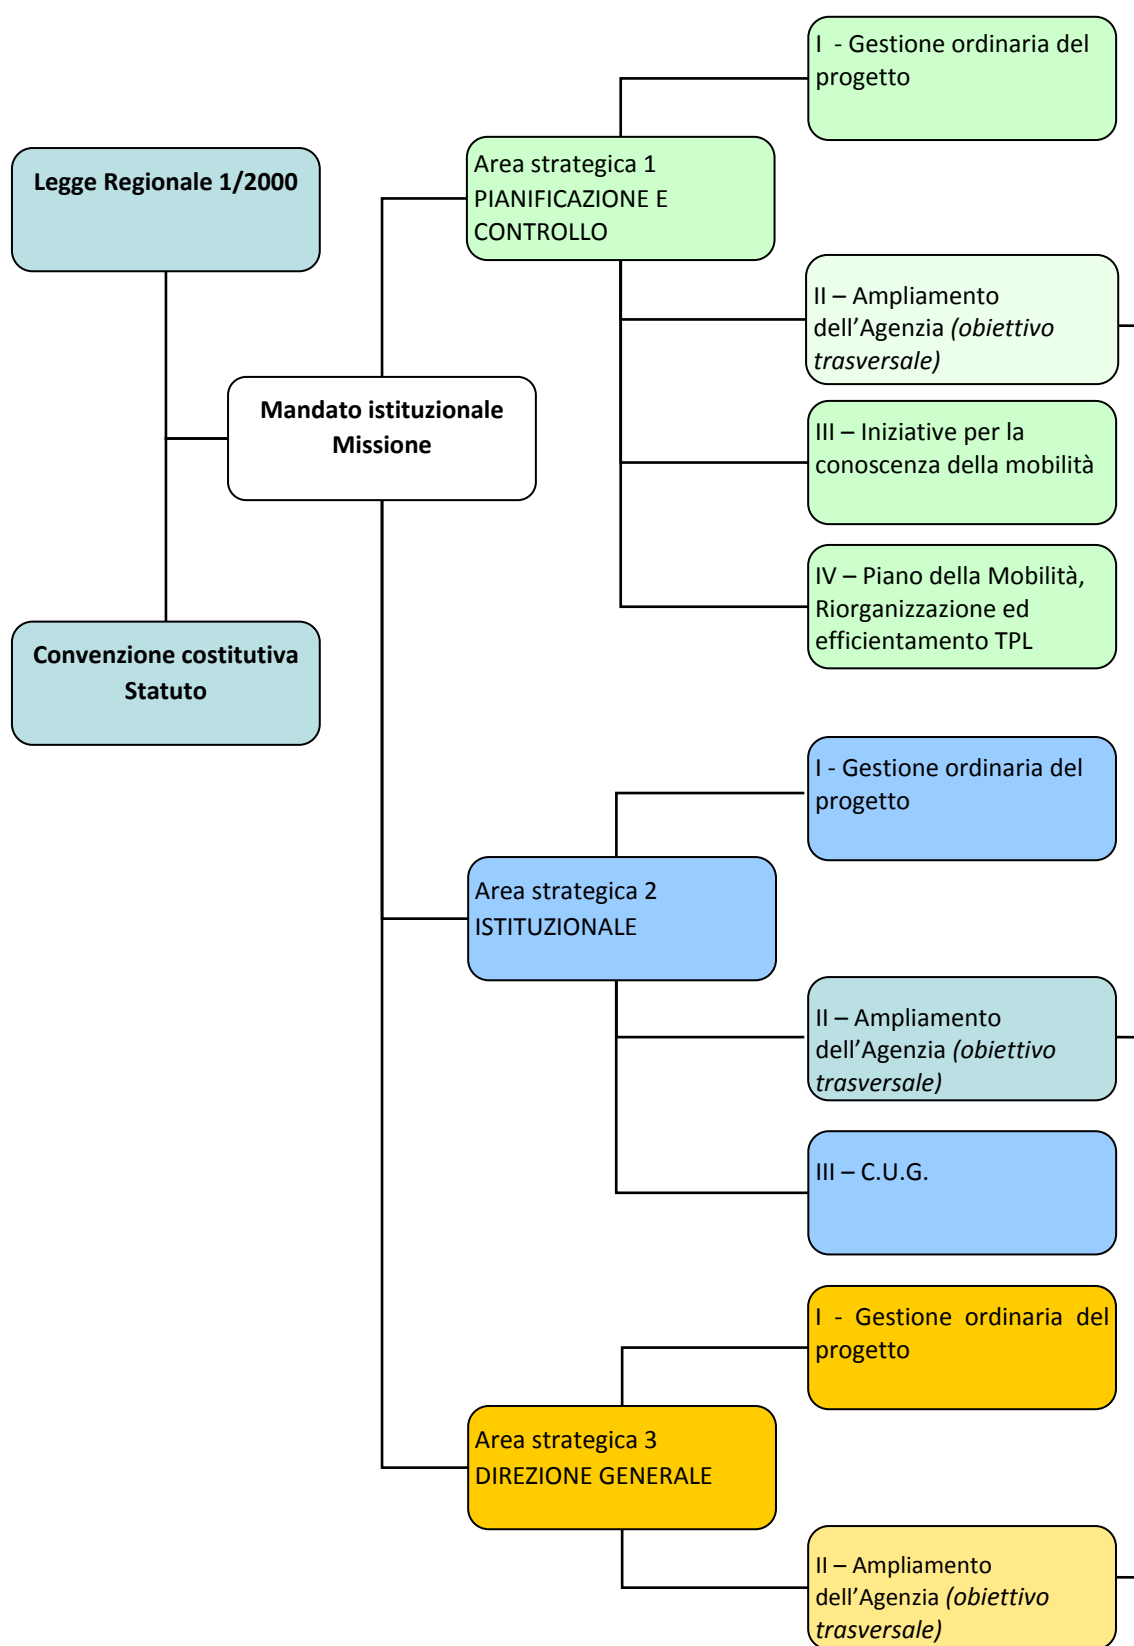 Legge Regionale 1/2000
Convenzione costitutiva
Statuto
Mandato istituzionale
Missione
Area strategica 1
PIANIFICAZIONE E
CONTROLLO
I - Gestione ordinaria del
progetto
II – Ampliamento
dell’Agenzia (obiettivo
trasversale)
III – Iniziative per la
conoscenza della mobilità
IV – Piano della Mobilità,
Riorganizzazione ed
efficientamento TPL
Area strategica 2
ISTITUZIONALE
I - Gestione ordinaria del
progetto
II – Ampliamento
dell’Agenzia (obiettivo
trasversale)
III – C.U.G.
Area strategica 3
DIREZIONE GENERALE
I - Gestione ordinaria del
progetto
II – Ampliamento
dell’Agenzia (obiettivo
trasversale)